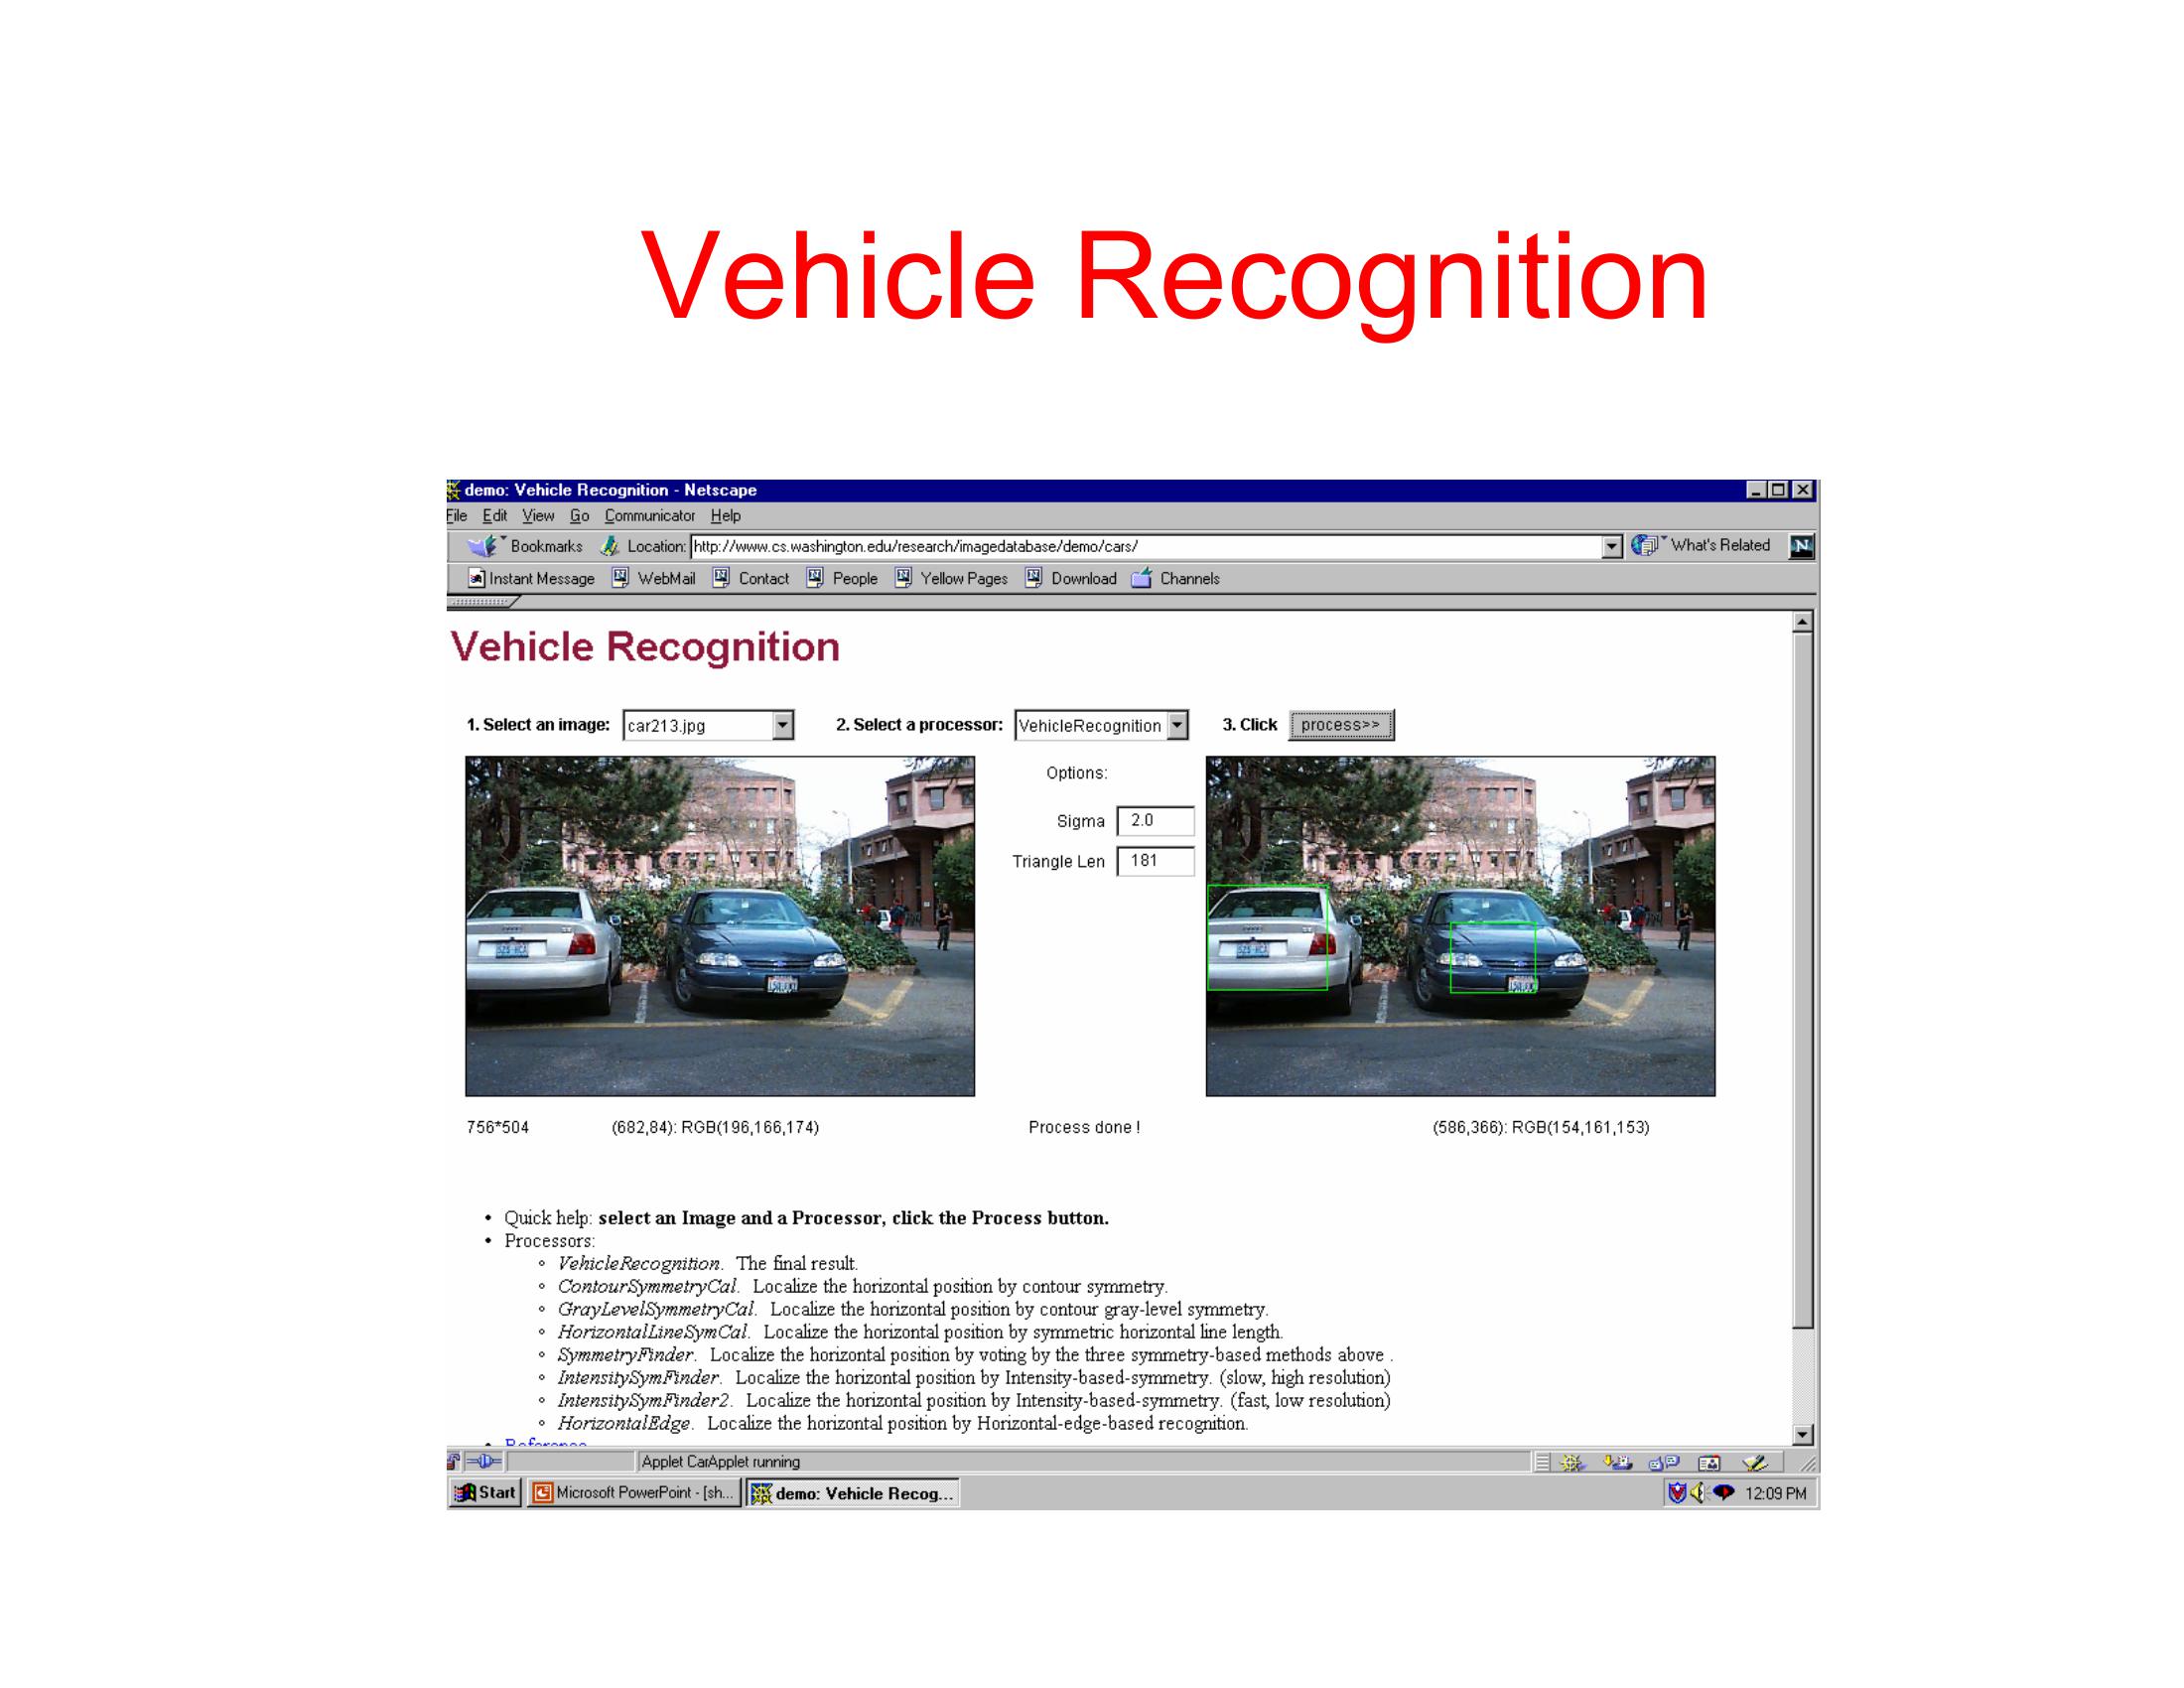 Vehicle Recognition
demo: Vehicle Recognition - Netscape
File Edit View Go Communicator Help
Bookmarks Location: http://www.cs.washington.edu/research/imagedatabase/demo/cars/ What's Related N
Instant Message WebMail Contact People Yellow Pages Download Channels
Vehicle Recognition
1. Select an image: car213.jpg 2. Select a processor: VehicleRecognition 3. Click process>>
Options:
Sigma 2.0
Triangle Len 181
756*504 (682,84): RGB(196,166,174) Process done ! (586,366): RGB(154,161,153)
• Quick help: select an Image and a Processor, click the Process button.
• Processors:
◦ VehicleRecognition. The final result.
◦ ContourSymmetryCal. Localize the horizontal position by contour symmetry.
◦ GrayLevelSymmetryCal. Localize the horizontal position by contour gray-level symmetry.
◦ HorizontalLineSymCal. Localize the horizontal position by symmetric horizontal line length.
◦ SymmetryFinder. Localize the horizontal position by voting by the three symmetry-based methods above .
◦ IntensitySymFinder. Localize the horizontal position by Intensity-based-symmetry. (slow, high resolution)
◦ IntensitySymFinder2. Localize the horizontal position by Intensity-based-symmetry. (fast, low resolution)
◦ HorizontalEdge. Localize the horizontal position by Horizontal-edge-based recognition.
• Reference
Applet CarApplet running
Start Microsoft PowerPoint - [sh... demo: Vehicle Recog... 12:09 PM